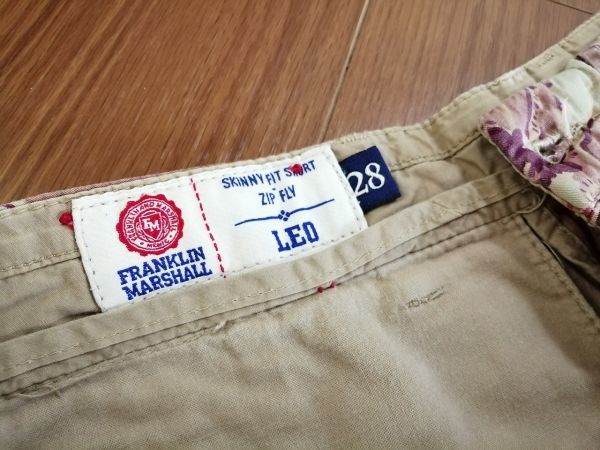 FRANKLIN
MARSHALL
SKINNY FIT SHORT
ZIP FLY
LEO
28
FM